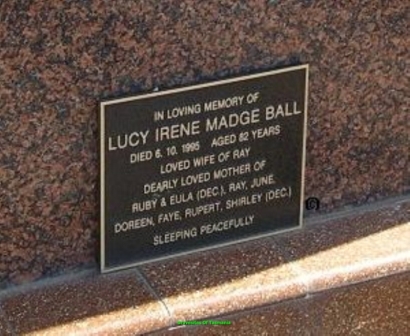 IN LOVING MEMORY OF
LUCY IRENE MADGE BALL
DIED 6. 10. 1995 AGED 82 YEARS
LOVED WIFE OF RAY
DEARLY LOVED MOTHER OF
RUBY & EULA (DEC.), RAY, JUNE,
DOREEN, FAYE, RUPERT, SHIRLEY (DEC.)
SLEEPING PEACEFULLY